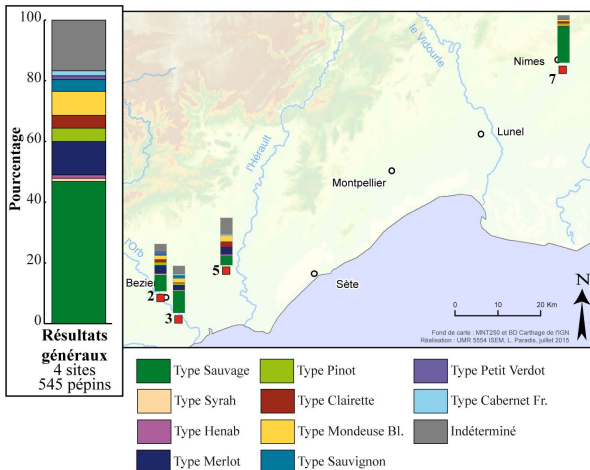 100
80
60
40
20
0
Pourcentage
Résultats
généraux
4 sites
545 pépins
le Vidourle
Nimes
7
Lunel
l'Hérault
Montpellier
l'Orb
Bezier
2
3
5
Sète
N
0 10 20 Km
Fond de carte : MNT250 et BD Carthage de l'IGN
Réalisation : UMR 5554 ISEM, L. Paradis, juillet 2015
Type Sauvage
Type Pinot
Type Petit Verdot
Type Syrah
Type Clairette
Type Cabernet Fr.
Type Henab
Type Mondeuse Bl.
Indéterminé
Type Merlot
Type Sauvignon